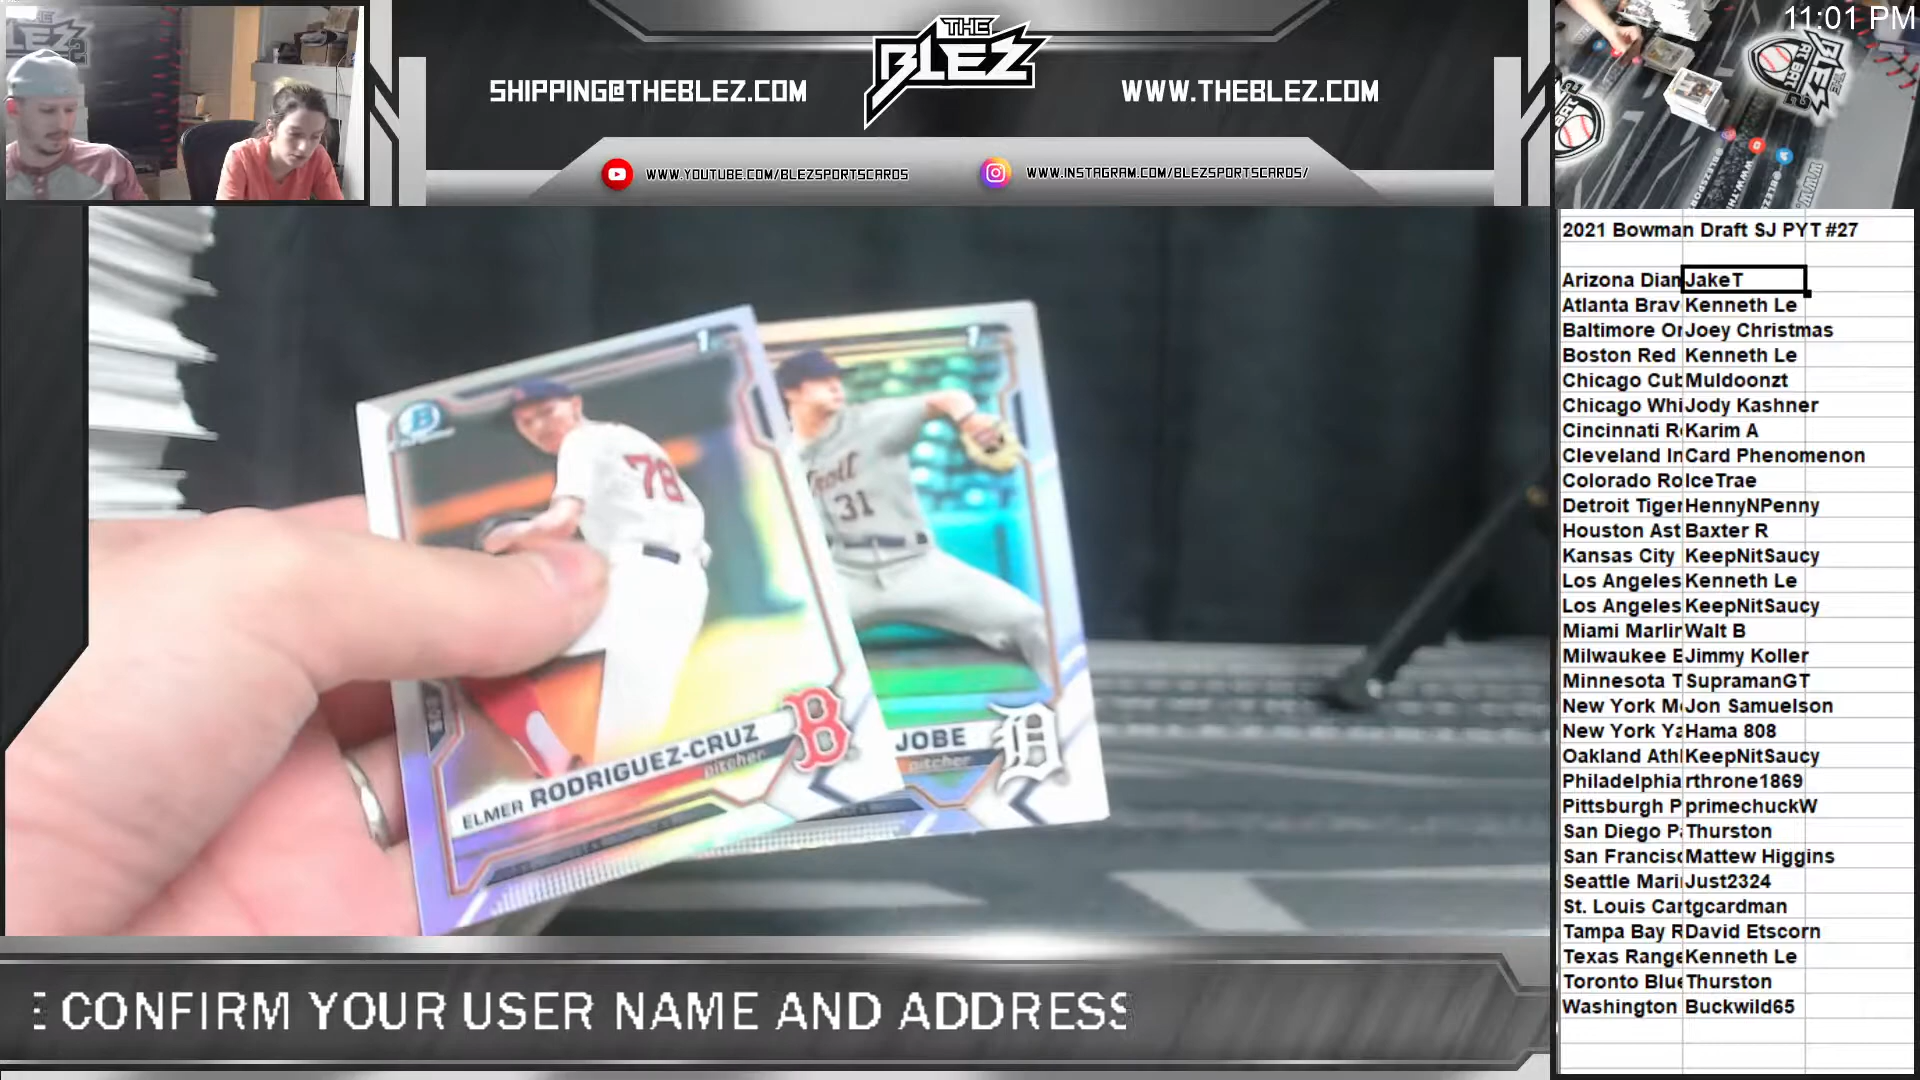 11:01 PM
THE
BLEZ
SHIPPING@THEBLEZ.COM
WWW.THEBLEZ.COM
WWW.YOUTUBE.COM/BLEZSPORTSCARDS
WWW.INSTAGRAM.COM/BLEZSPORTSCARDS/
2021 Bowman Draft SJ PYT #27
Arizona Dian JakeT
Atlanta Brav Kenneth Le
Baltimore Or Joey Christmas
Boston Red Kenneth Le
Chicago Cub Muldoonzt
Chicago Whi Jody Kashner
Cincinnati Re Karim A
Cleveland In Card Phenomenon
Colorado Ro IceTrae
Detroit Tiger HennyNPenny
Houston Ast Baxter R
Kansas City KeepNitSaucy
Los Angeles Kenneth Le
Los Angeles KeepNitSaucy
Miami Marlin Walt B
Milwaukee B Jimmy Koller
Minnesota T SupramanGT
New York Me Jon Samuelson
New York Ya Hama 808
Oakland Ath KeepNitSaucy
Philadelphia rthrone1869
Pittsburgh P primechuckW
San Diego Pa Thurston
San Francisc Mattew Higgins
Seattle Mari Just2324
St. Louis Car tgcardman
Tampa Bay R David Etscorn
Texas Range Kenneth Le
Toronto Blue Thurston
Washington Buckwild65
1st
B
78
ELMER RODRIGUEZ-CRUZ
pitcher
B
1st
31
JOBE
pitcher
D
E CONFIRM YOUR USER NAME AND ADDRESS